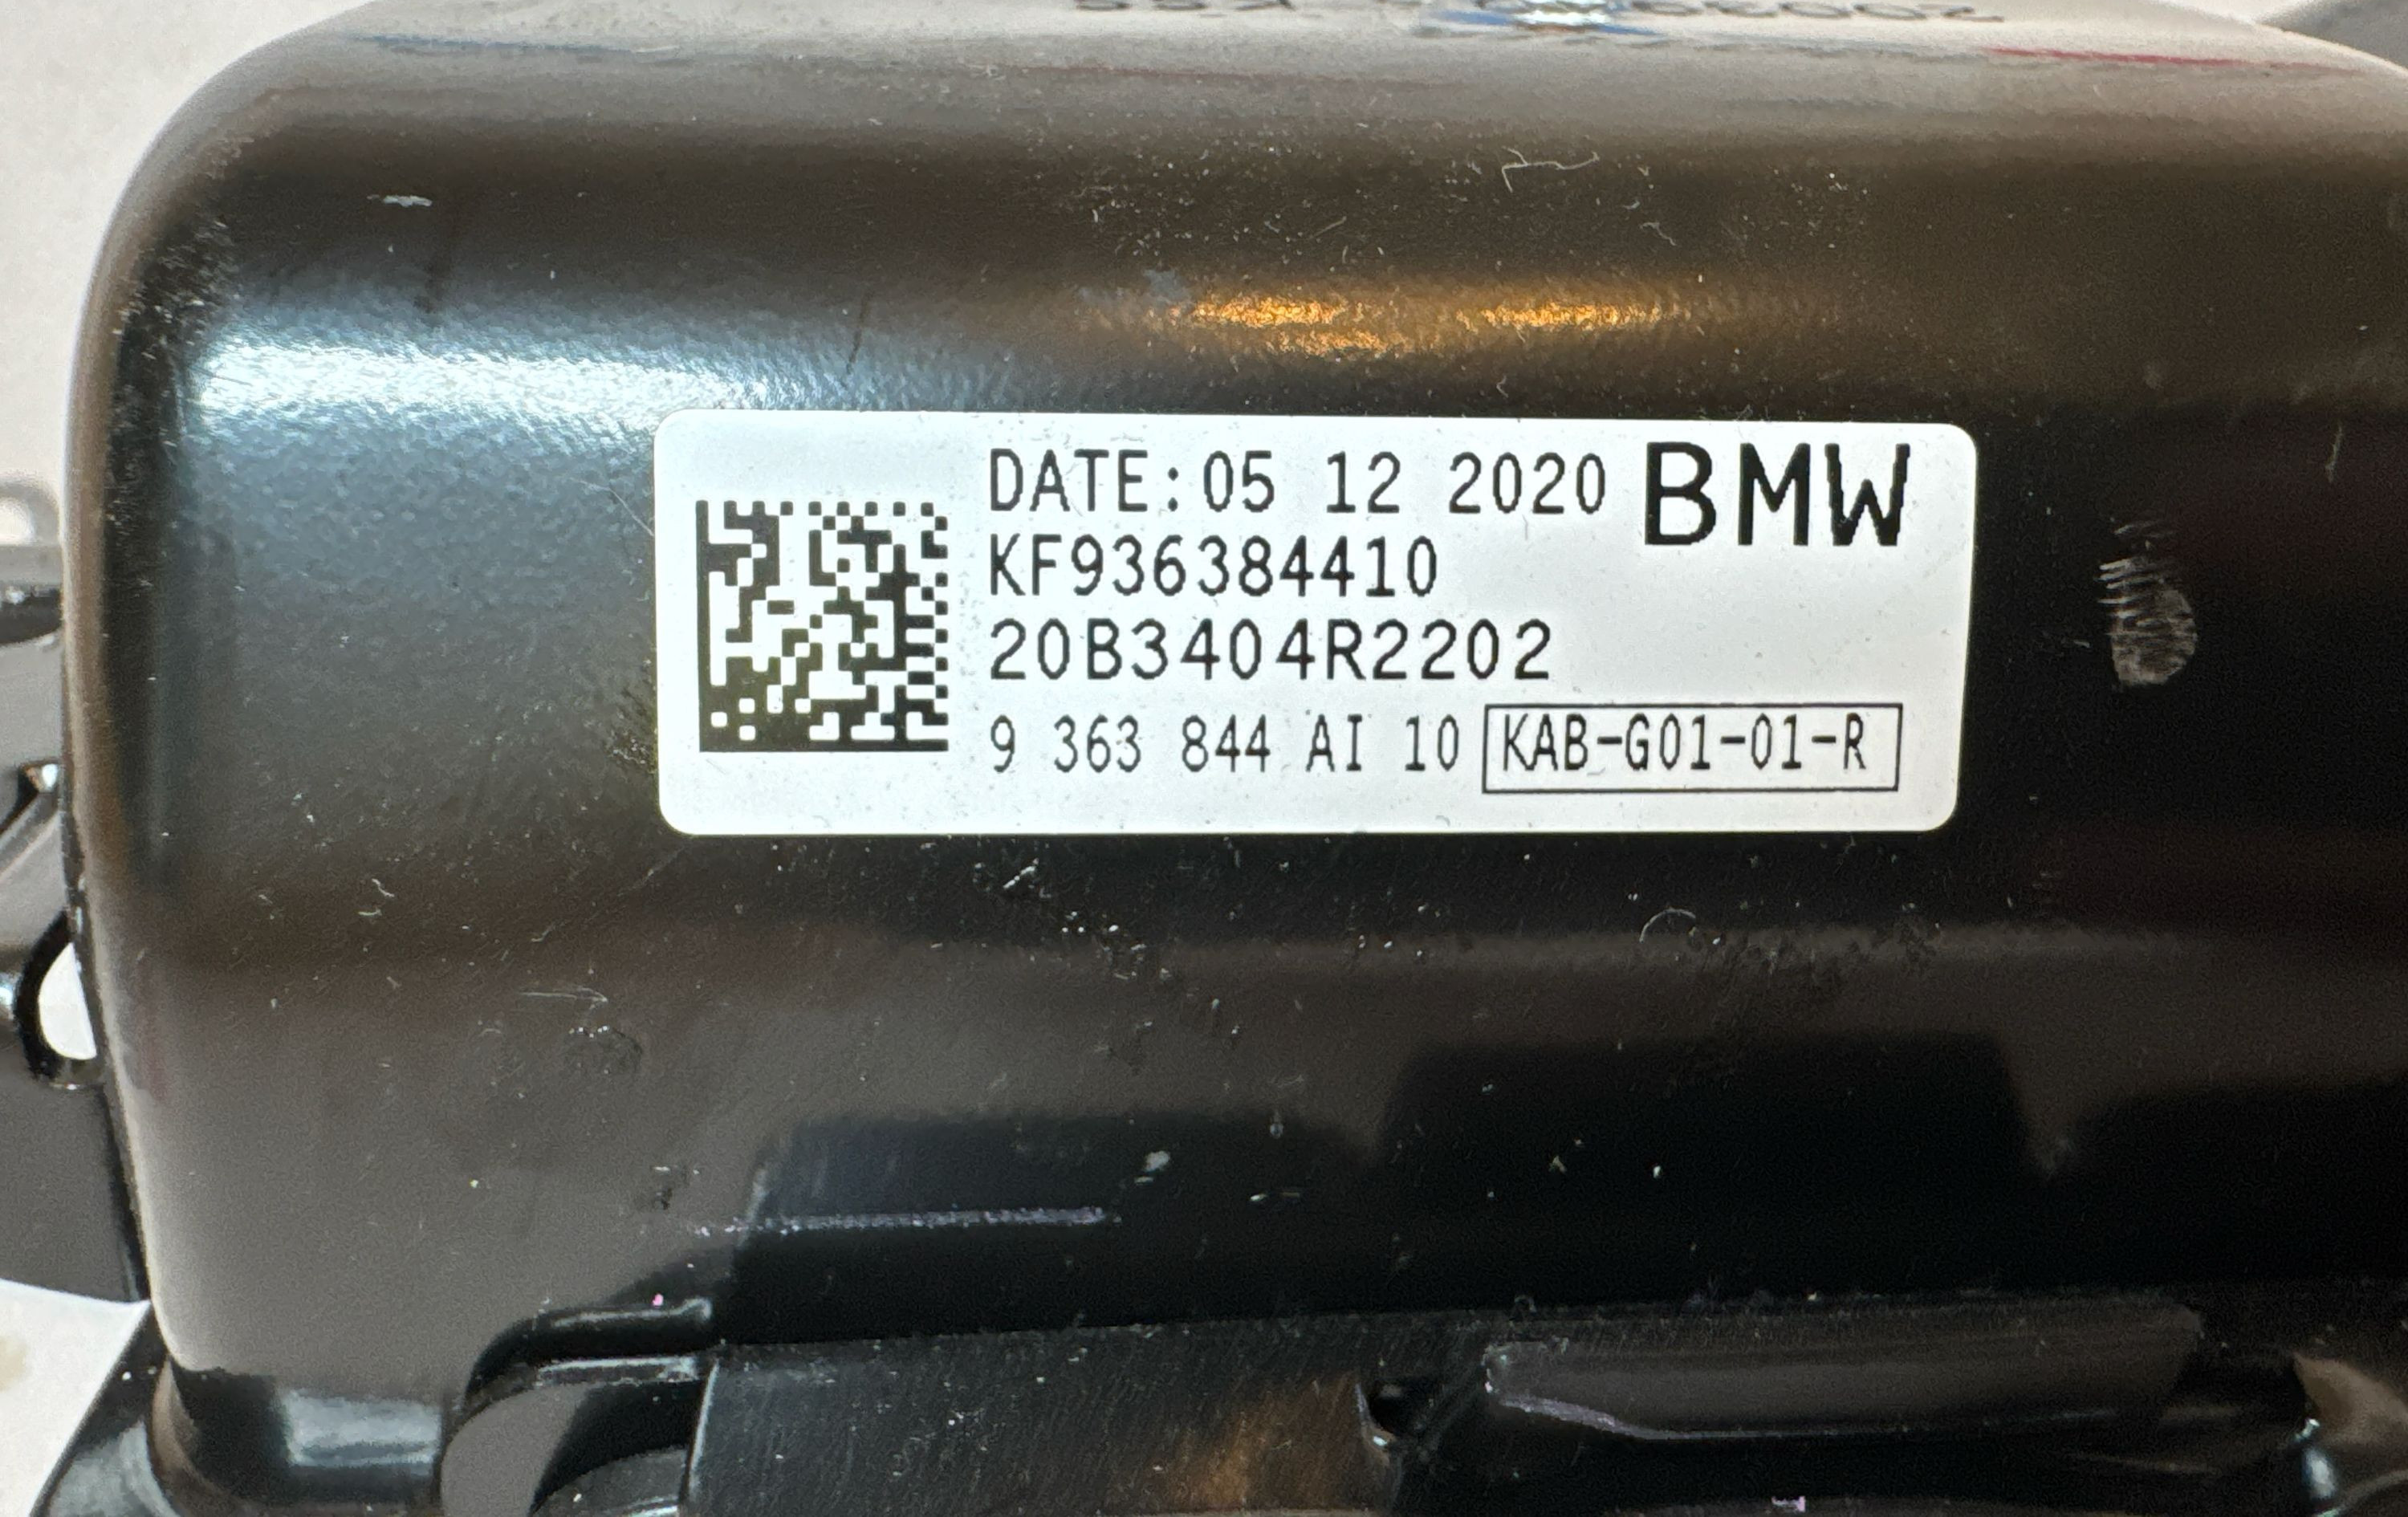 DATE:05 12 2020 BMW
KF936384410
20B3404R2202
9 363 844 AI 10 KAB-G01-01-R